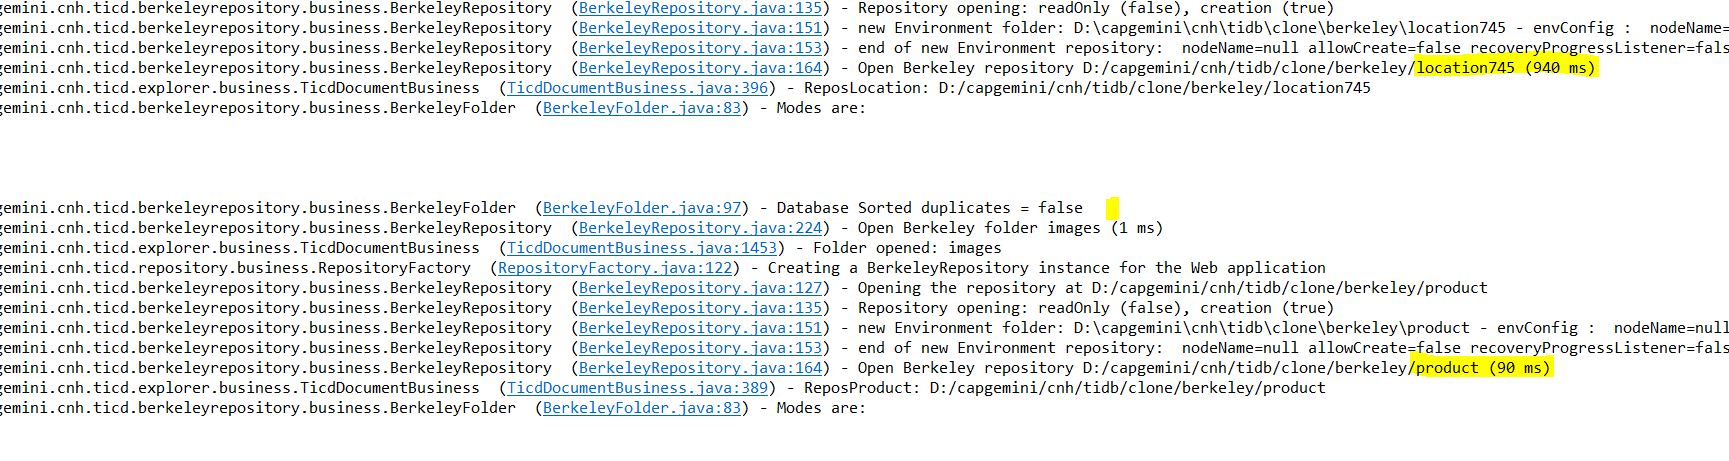 gemini.cnh.ticd.berkeleyrepository.business.BerkeleyRepository (BerkeleyRepository.java:135) - Repository opening: readOnly (false), creation (true)
gemini.cnh.ticd.berkeleyrepository.business.BerkeleyRepository (BerkeleyRepository.java:151) - new Environment folder: D:\capgemini\cnh\tidb\clone\berkeley\location745 - envConfig : nodeName=
gemini.cnh.ticd.berkeleyrepository.business.BerkeleyRepository (BerkeleyRepository.java:153) - end of new Environment repository: nodeName=null allowCreate=false recoveryProgressListener=fals
gemini.cnh.ticd.berkeleyrepository.business.BerkeleyRepository (BerkeleyRepository.java:164) - Open Berkeley repository D:/capgemini/cnh/tidb/clone/berkeley/location745 (940 ms)
gemini.cnh.ticd.explorer.business.TicdDocumentBusiness (TicdDocumentBusiness.java:396) - ReposLocation: D:/capgemini/cnh/tidb/clone/berkeley/location745
gemini.cnh.ticd.berkeleyrepository.business.BerkeleyFolder (BerkeleyFolder.java:83) - Modes are:
gemini.cnh.ticd.berkeleyrepository.business.BerkeleyFolder (BerkeleyFolder.java:97) - Database Sorted duplicates = false
gemini.cnh.ticd.berkeleyrepository.business.BerkeleyRepository (BerkeleyRepository.java:224) - Open Berkeley folder images (1 ms)
gemini.cnh.ticd.explorer.business.TicdDocumentBusiness (TicdDocumentBusiness.java:1453) - Folder opened: images
gemini.cnh.ticd.repository.business.RepositoryFactory (RepositoryFactory.java:122) - Creating a BerkeleyRepository instance for the Web application
gemini.cnh.ticd.berkeleyrepository.business.BerkeleyRepository (BerkeleyRepository.java:127) - Opening the repository at D:/capgemini/cnh/tidb/clone/berkeley/product
gemini.cnh.ticd.berkeleyrepository.business.BerkeleyRepository (BerkeleyRepository.java:135) - Repository opening: readOnly (false), creation (true)
gemini.cnh.ticd.berkeleyrepository.business.BerkeleyRepository (BerkeleyRepository.java:151) - new Environment folder: D:\capgemini\cnh\tidb\clone\berkeley\product - envConfig : nodeName=null
gemini.cnh.ticd.berkeleyrepository.business.BerkeleyRepository (BerkeleyRepository.java:153) - end of new Environment repository: nodeName=null allowCreate=false recoveryProgressListener=fals
gemini.cnh.ticd.berkeleyrepository.business.BerkeleyRepository (BerkeleyRepository.java:164) - Open Berkeley repository D:/capgemini/cnh/tidb/clone/berkeley/product (90 ms)
gemini.cnh.ticd.explorer.business.TicdDocumentBusiness (TicdDocumentBusiness.java:389) - ReposProduct: D:/capgemini/cnh/tidb/clone/berkeley/product
gemini.cnh.ticd.berkeleyrepository.business.BerkeleyFolder (BerkeleyFolder.java:83) - Modes are: